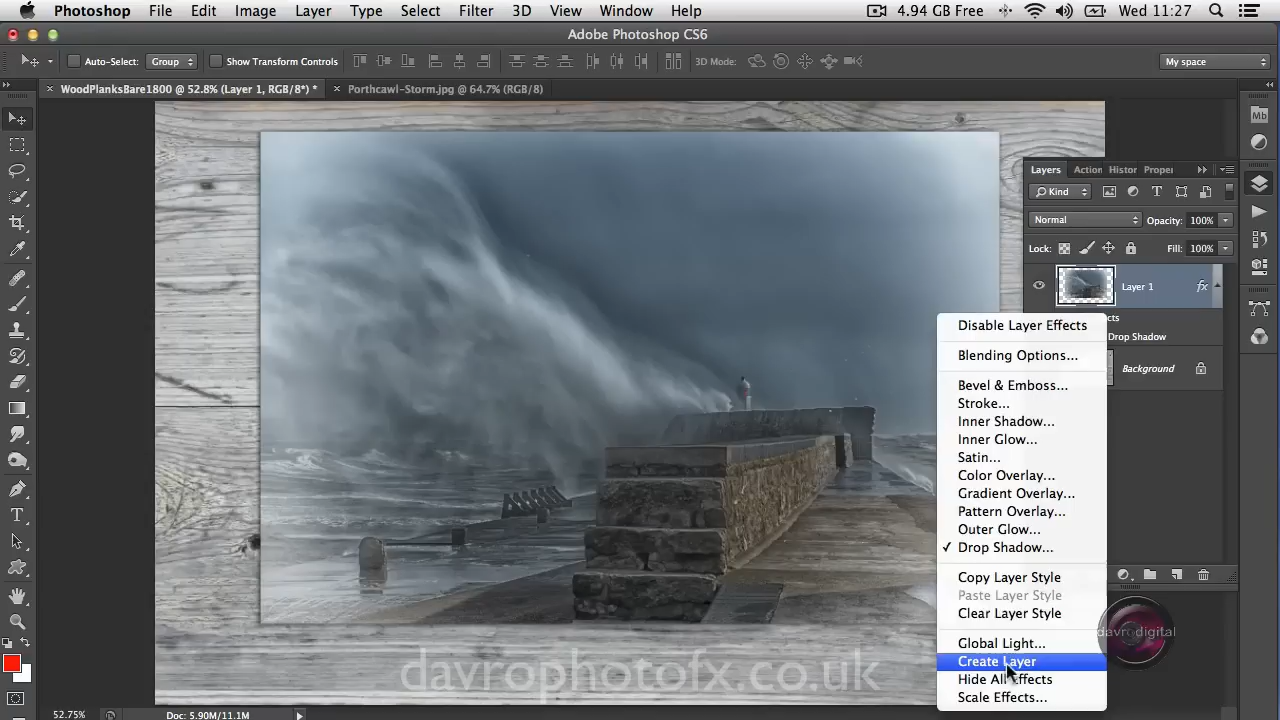 Photoshop File Edit Image Layer Type Select Filter 3D View Window Help 4.94 GB Free Wed 11:27
Adobe Photoshop CS6
Auto-Select: Group Show Transform Controls 3D Mode: My space
WoodPlanksBare1800 @ 52.8% (Layer 1, RGB/8*) * Porthcawl-Storm.jpg @ 64.7% (RGB/8)
Mb
Layers Action Histor Proper
Kind
Normal Opacity: 100%
Lock: Fill: 100%
Layer 1 fx
ects
Drop Shadow
Background
Disable Layer Effects
Blending Options...
Bevel & Emboss...
Stroke...
Inner Shadow...
Inner Glow...
Satin...
Color Overlay...
Gradient Overlay...
Pattern Overlay...
Outer Glow...
✓ Drop Shadow...
Copy Layer Style
Paste Layer Style
Clear Layer Style
Global Light...
Create Layer
Hide All Effects
Scale Effects...
davrodigital
davrophotofx.co.uk
52.75% Doc: 5.90M/11.1M